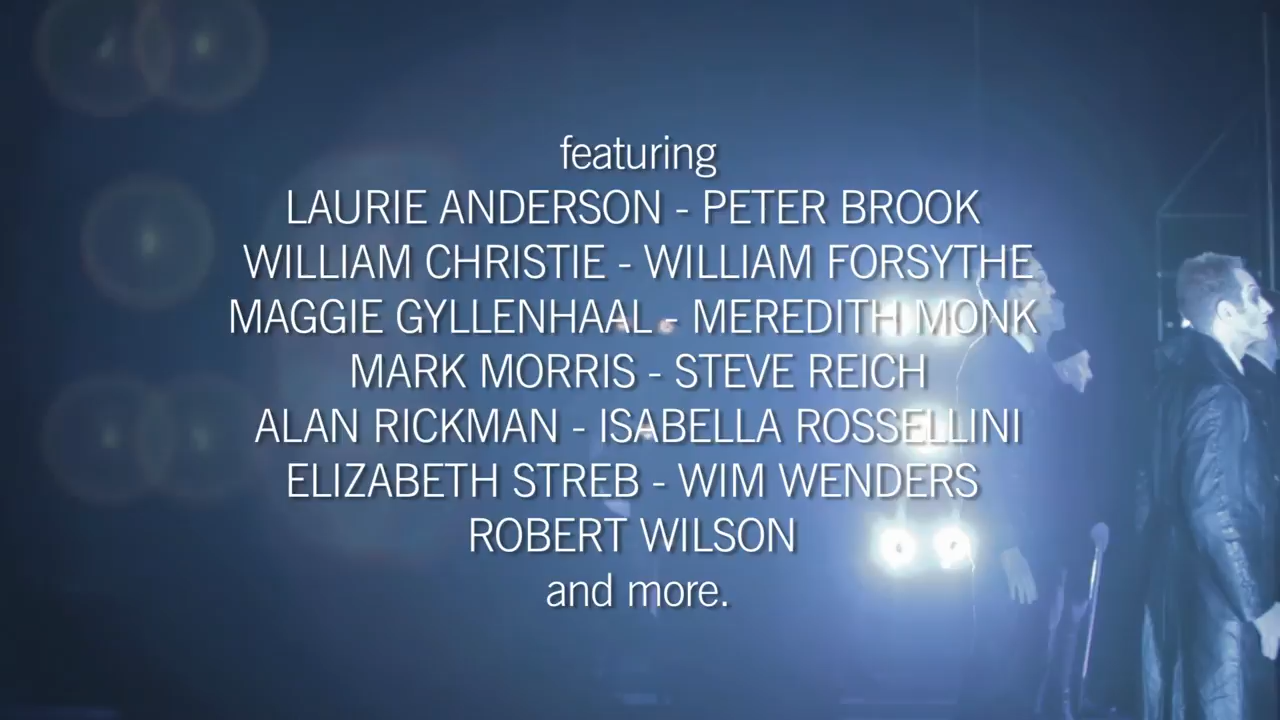 featuring
LAURIE ANDERSON - PETER BROOK
WILLIAM CHRISTIE - WILLIAM FORSYTHE
MAGGIE GYLLENHAAL - MEREDITH MONK
MARK MORRIS - STEVE REICH
ALAN RICKMAN - ISABELLA ROSSELLINI
ELIZABETH STREB - WIM WENDERS
ROBERT WILSON
and more.